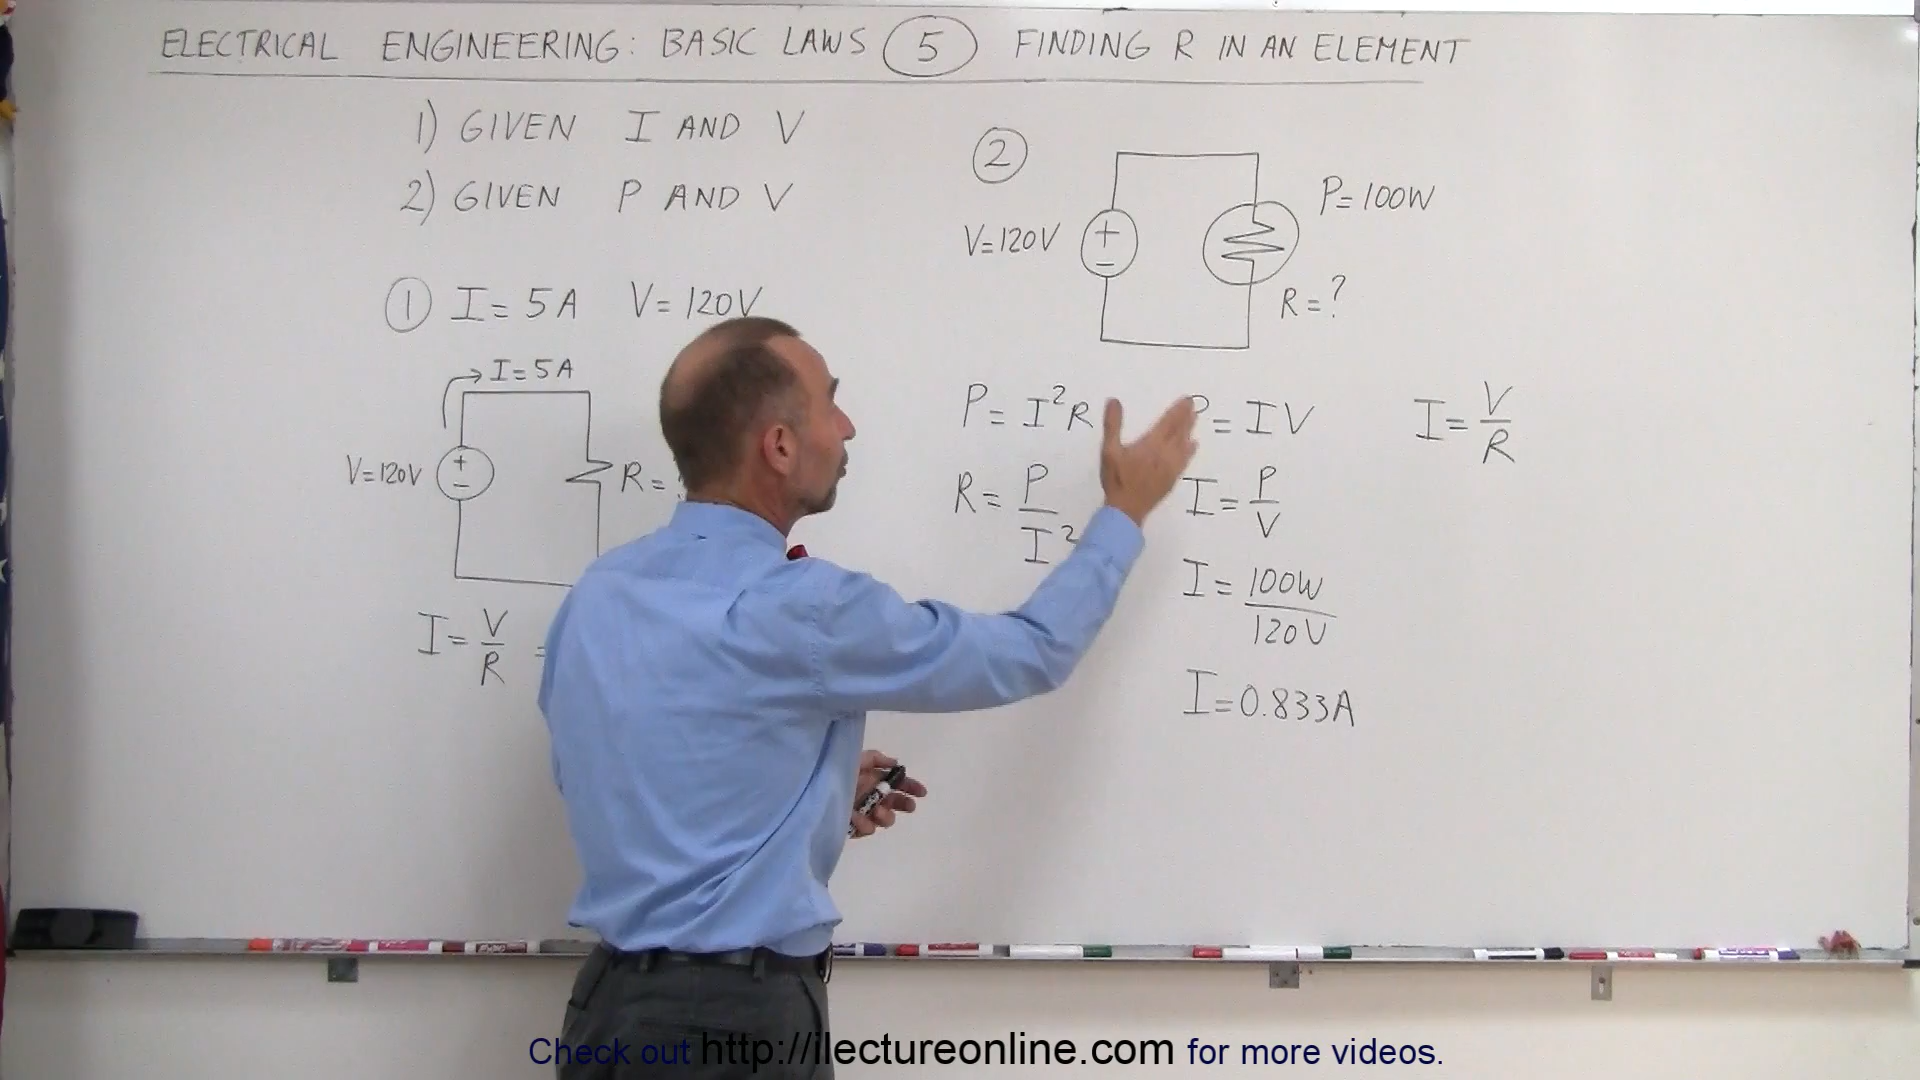 ELECTRICAL ENGINEERING: BASIC LAWS 5 FINDING R IN AN ELEMENT
1) GIVEN I AND V
2) GIVEN P AND V
1 I = 5A V = 120V
I = 5A
V = 120V
R =
I = V/R =
2
V = 120V
P = 100W
R = ?
P = I²R
R = P/I²
P = IV
I = P/V
I = 100W/120V
I = 0.833A
I = V/R
Check out http://ilectureonline.com for more videos.